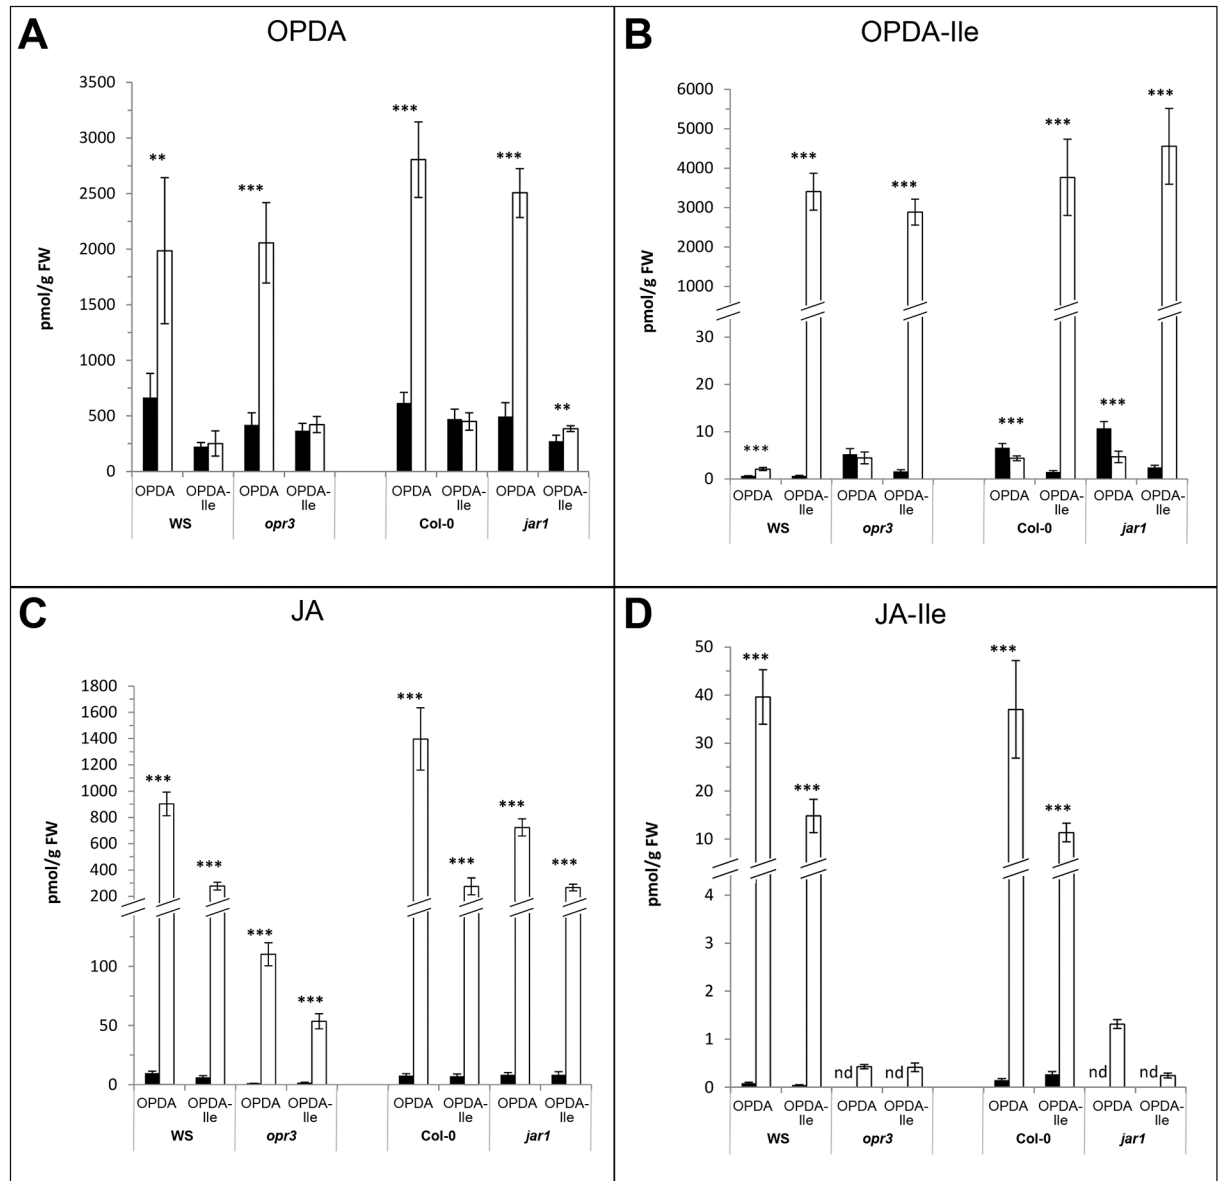 A
OPDA
3500
3000
2500
2000
1500
1000
500
0
pmol/g FW
**
***
***
***
**
OPDA
OPDA-
Ile
OPDA
OPDA-
Ile
OPDA
OPDA-
Ile
OPDA
OPDA-
Ile
WS
opr3
Col-0
jar1
B
OPDA-Ile
6000
5000
4000
3000
2000
1000
30
20
10
0
pmol/g FW
***
***
***
***
***
***
***
OPDA
OPDA-
Ile
OPDA
OPDA-
Ile
OPDA
OPDA-
Ile
OPDA
OPDA-
Ile
WS
opr3
Col-0
jar1
C
JA
1800
1600
1400
1200
1000
800
600
400
200
100
50
0
pmol/g FW
***
***
***
***
***
***
***
***
OPDA
OPDA-
Ile
OPDA
OPDA-
Ile
OPDA
OPDA-
Ile
OPDA
OPDA-
Ile
WS
opr3
Col-0
jar1
D
JA-Ile
50
40
30
20
10
4
3
2
1
0
pmol/g FW
***
***
***
***
nd
nd
nd
nd
OPDA
OPDA-
Ile
OPDA
OPDA-
Ile
OPDA
OPDA-
Ile
OPDA
OPDA-
Ile
WS
opr3
Col-0
jar1